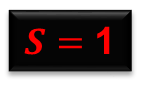 S = 1